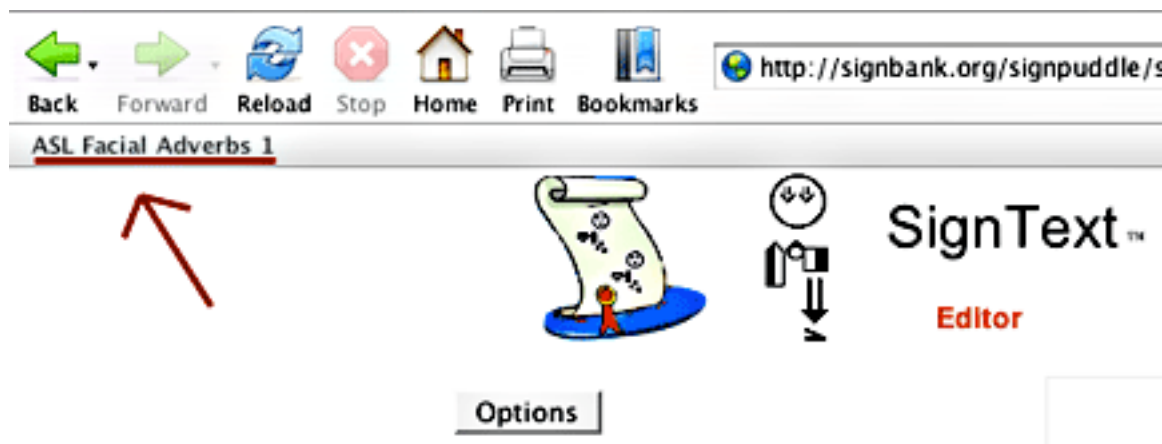 http://signbank.org/signpuddle/s
Back Forward Reload Stop Home Print Bookmarks
ASL Facial Adverbs 1
SignText™
Editor
Options